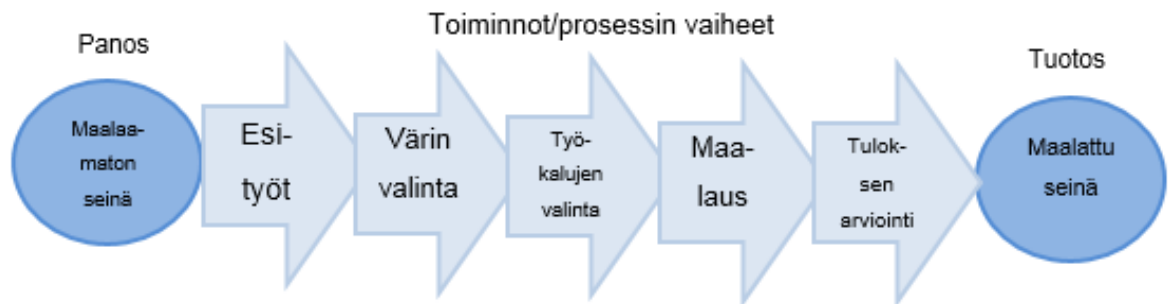 Toiminnot/prosessin vaiheet
Panos
Tuotos
Maalaa-
maton
seinä
Esi-
työt
Värin
valinta
Työ-
kalujen
valinta
Maa-
laus
Tulok-
sen
arviointi
Maalattu
seinä